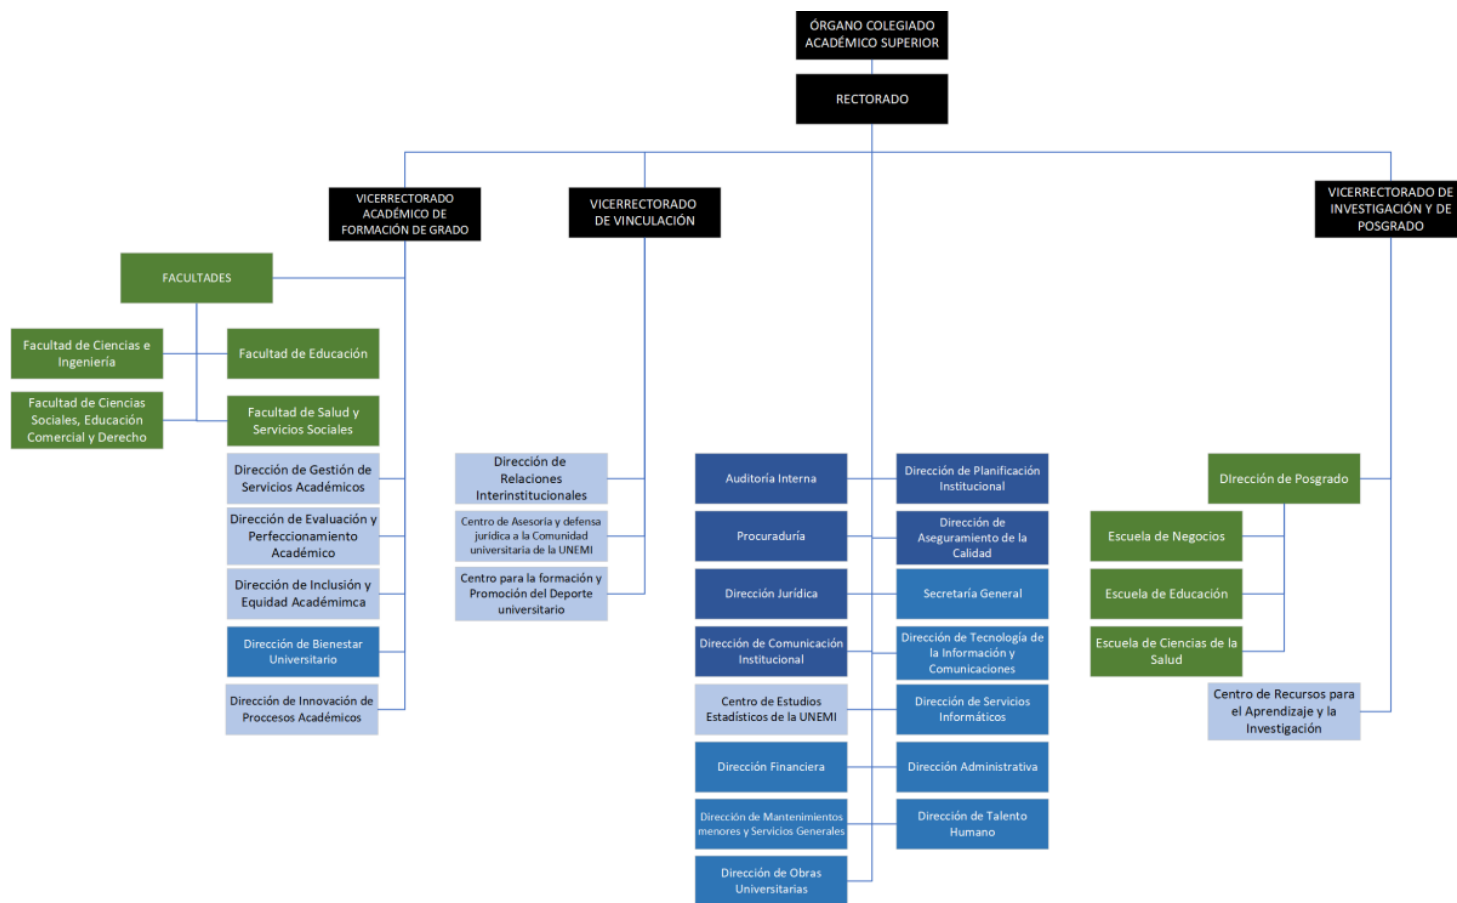 ÓRGANO COLEGIADO
ACADÉMICO SUPERIOR
RECTORADO
VICERRECTORADO
ACADÉMICO DE
FORMACIÓN DE GRADO
VICERRECTORADO
DE VINCULACIÓN
VICERRECTORADO DE
INVESTIGACIÓN Y DE
POSGRADO
FACULTADES
Facultad de Ciencias e
Ingeniería
Facultad de Educación
Facultad de Ciencias
Sociales, Educación
Comercial y Derecho
Facultad de Salud y
Servicios Sociales
Dirección de Gestión de
Servicios Académicos
Dirección de Evaluación y
Perfeccionamiento
Académico
Dirección de Inclusión y
Equidad Académimca
Dirección de Bienestar
Universitario
Dirección de Innovación de
Proccesos Académicos
Dirección de
Relaciones
Interinstitucionales
Centro de Asesoría y defensa
jurídica a la Comunidad
universitaria de la UNEMI
Centro para la formación y
Promoción del Deporte
universitario
Auditoría Interna
Dirección de Planificación
Institucional
Procuraduría
Dirección de
Aseguramiento de la
Calidad
Dirección Jurídica
Secretaría General
Dirección de Comunicación
Institucional
Dirección de Tecnología de
la Información y
Comunicaciones
Centro de Estudios
Estadísticos de la UNEMI
Dirección de Servicios
Informáticos
Dirección Financiera
Dirección Administrativa
Dirección de Mantenimientos
menores y Servicios Generales
Dirección de Talento
Humano
Dirección de Obras
Universitarias
DIrección de Posgrado
Escuela de Negocios
Escuela de Educación
Escuela de Ciencias de la
Salud
Centro de Recursos para
el Aprendizaje y la
Investigación